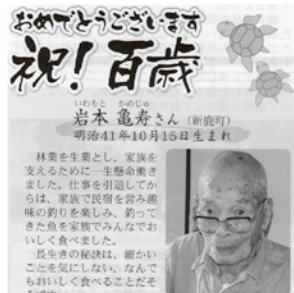 おめでとうございます
祝！百歳
いわもと かめじゅ
岩本 亀寿さん（新鹿町）
明治41年10月15日生まれ
林業を生業とし、家族を
支えるために一生懸命働き
ました。仕事を引退してか
らは、家族で民宿を営み趣
味の釣りを楽しみ、釣って
きた魚を家族でみんなでお
いしく食べました。
長生きの秘訣は、細かい
ことを気にしない、なんで
もおいしく食べることだそ